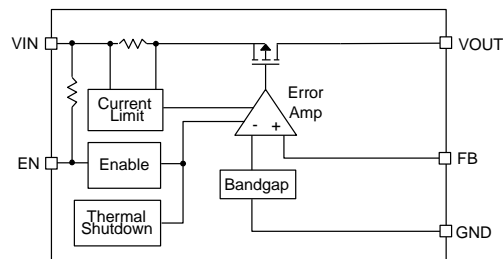 VIN
VOUT
Error
Amp
Current
Limit
- +
EN
Enable
FB
Bandgap
Thermal
Shutdown
GND